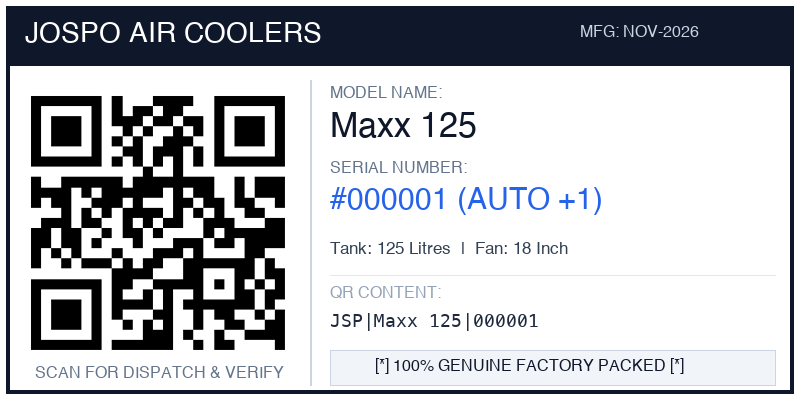 JOSPO AIR COOLERS
MFG: NOV-2026
MODEL NAME:
Maxx 125
SERIAL NUMBER:
#000001 (AUTO +1)
Tank: 125 Litres | Fan: 18 Inch
QR CONTENT:
JSP|Maxx 125|000001
[*] 100% GENUINE FACTORY PACKED [*]
SCAN FOR DISPATCH & VERIFY